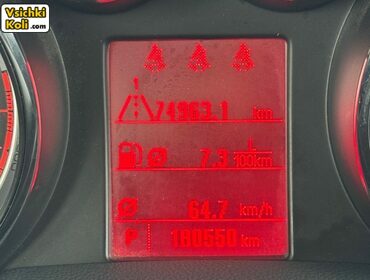 Vsichki
Koli.com
74963.1 km
7.3 L/100km
64.7 km/h
P 180550 km